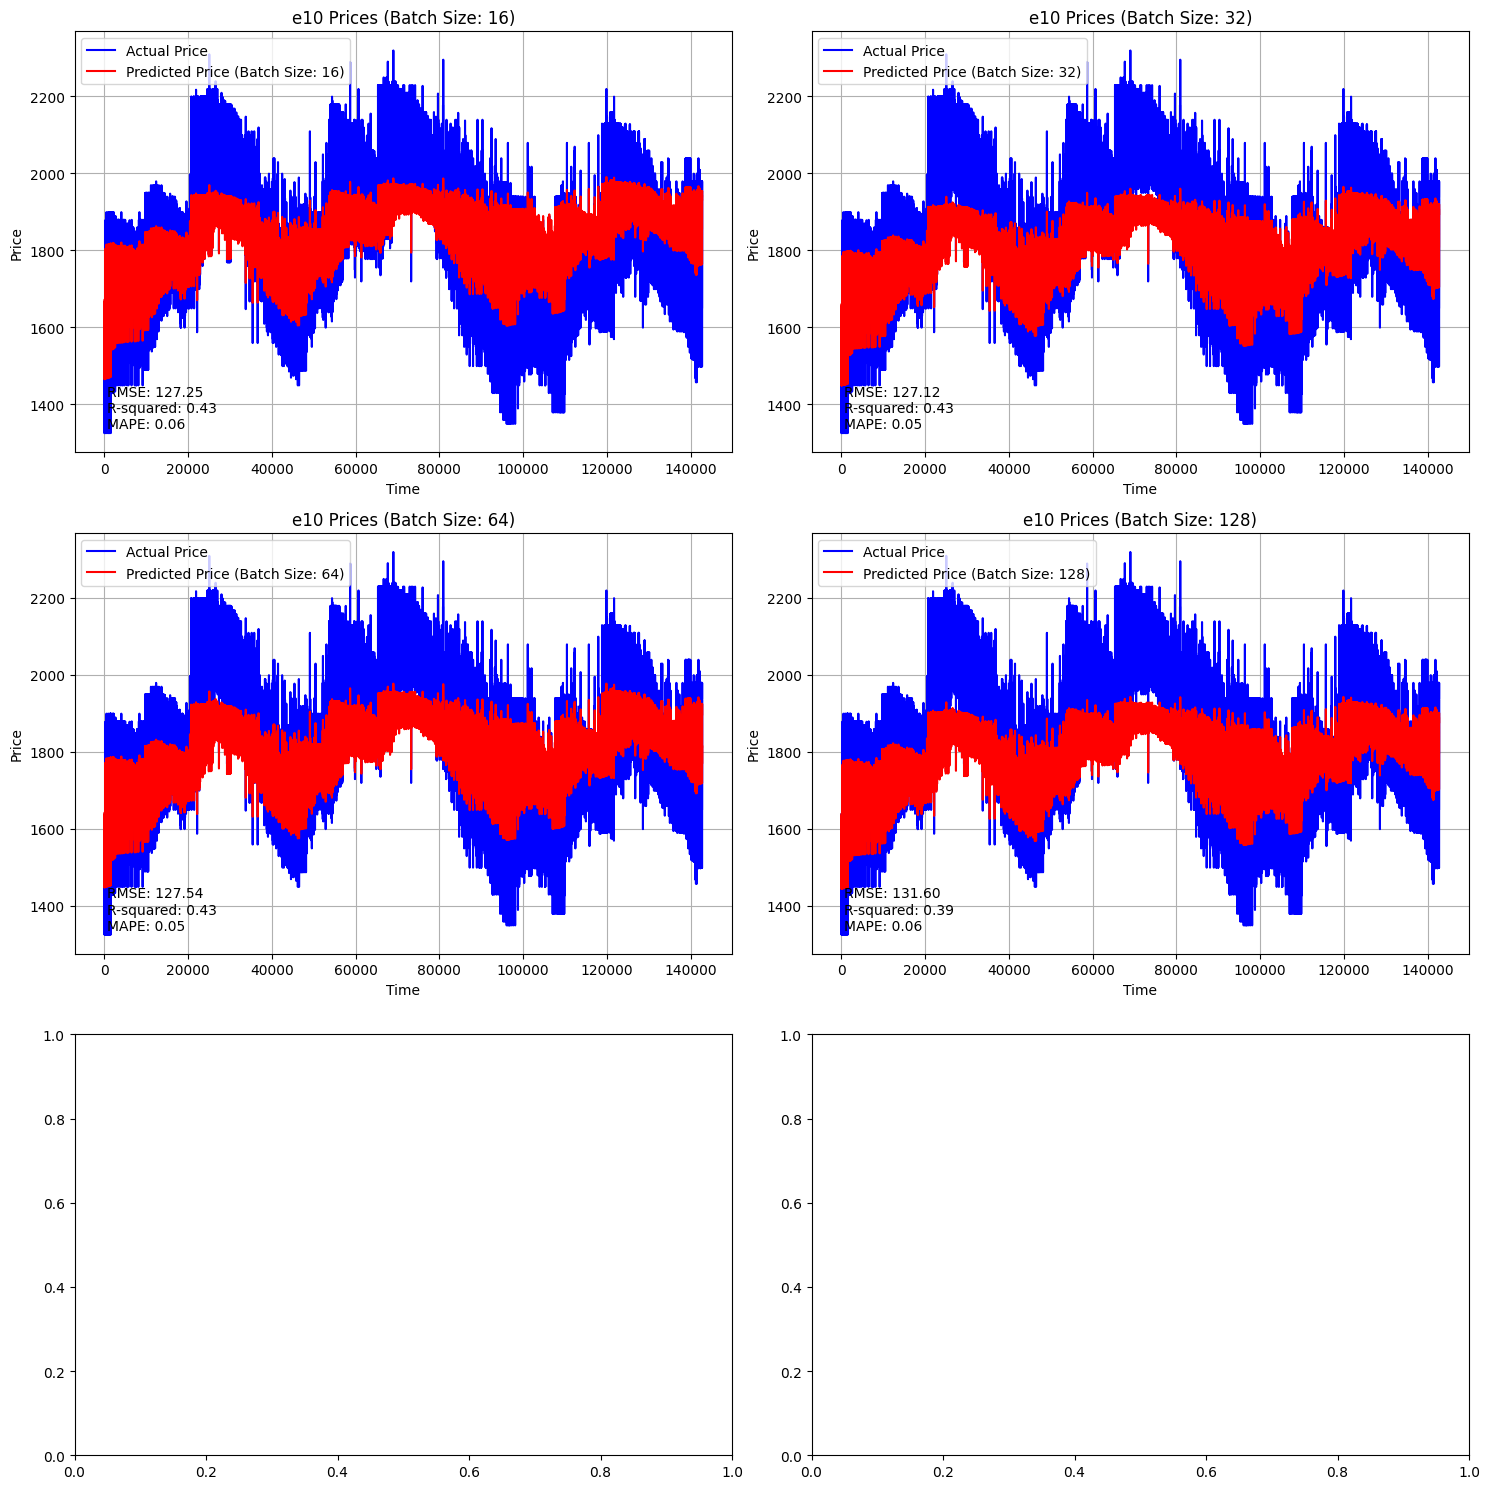 e10 Prices (Batch Size: 16)
Actual Price
Predicted Price (Batch Size: 16)
2200
2000
1800
1600
1400
Price
RMSE: 127.25
R-squared: 0.43
MAPE: 0.06
0 20000 40000 60000 80000 100000 120000 140000
Time
e10 Prices (Batch Size: 32)
Actual Price
Predicted Price (Batch Size: 32)
2200
2000
1800
1600
1400
Price
RMSE: 127.12
R-squared: 0.43
MAPE: 0.05
0 20000 40000 60000 80000 100000 120000 140000
Time
e10 Prices (Batch Size: 64)
Actual Price
Predicted Price (Batch Size: 64)
2200
2000
1800
1600
1400
Price
RMSE: 127.54
R-squared: 0.43
MAPE: 0.05
0 20000 40000 60000 80000 100000 120000 140000
Time
e10 Prices (Batch Size: 128)
Actual Price
Predicted Price (Batch Size: 128)
2200
2000
1800
1600
1400
Price
RMSE: 131.60
R-squared: 0.39
MAPE: 0.06
0 20000 40000 60000 80000 100000 120000 140000
Time
1.0
0.8
0.6
0.4
0.2
0.0
0.0 0.2 0.4 0.6 0.8 1.0
1.0
0.8
0.6
0.4
0.2
0.0
0.0 0.2 0.4 0.6 0.8 1.0